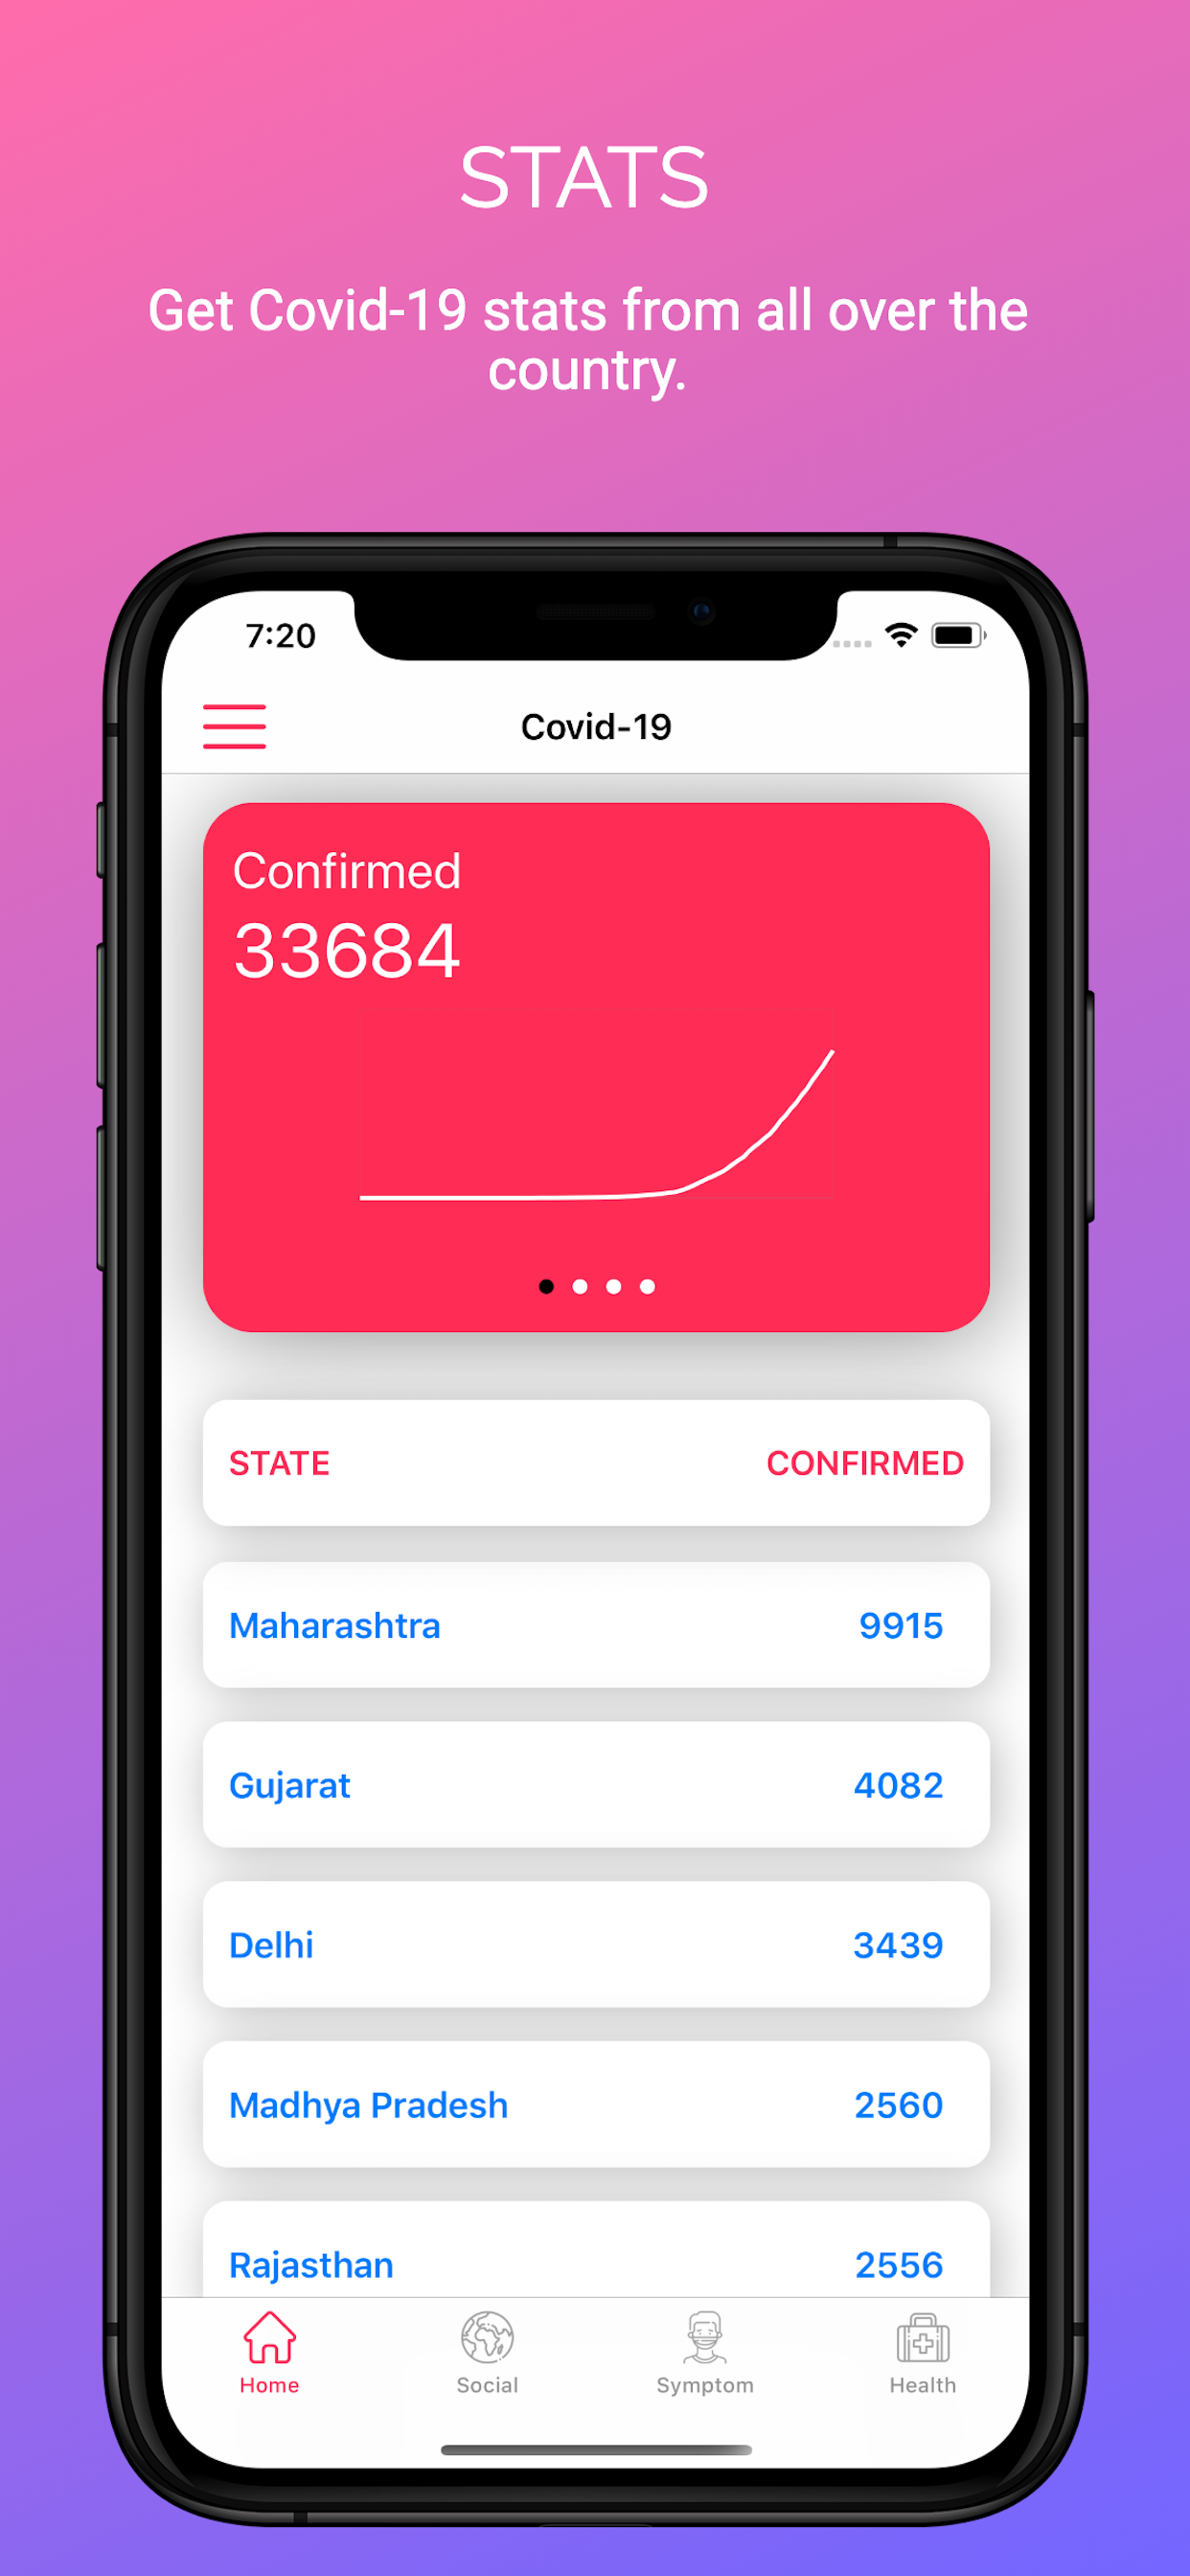 STATS
Get Covid-19 stats from all over the
country.
7:20
Covid-19
Confirmed
33684
STATE CONFIRMED
Maharashtra 9915
Gujarat 4082
Delhi 3439
Madhya Pradesh 2560
Rajasthan 2556
Home Social Symptom Health